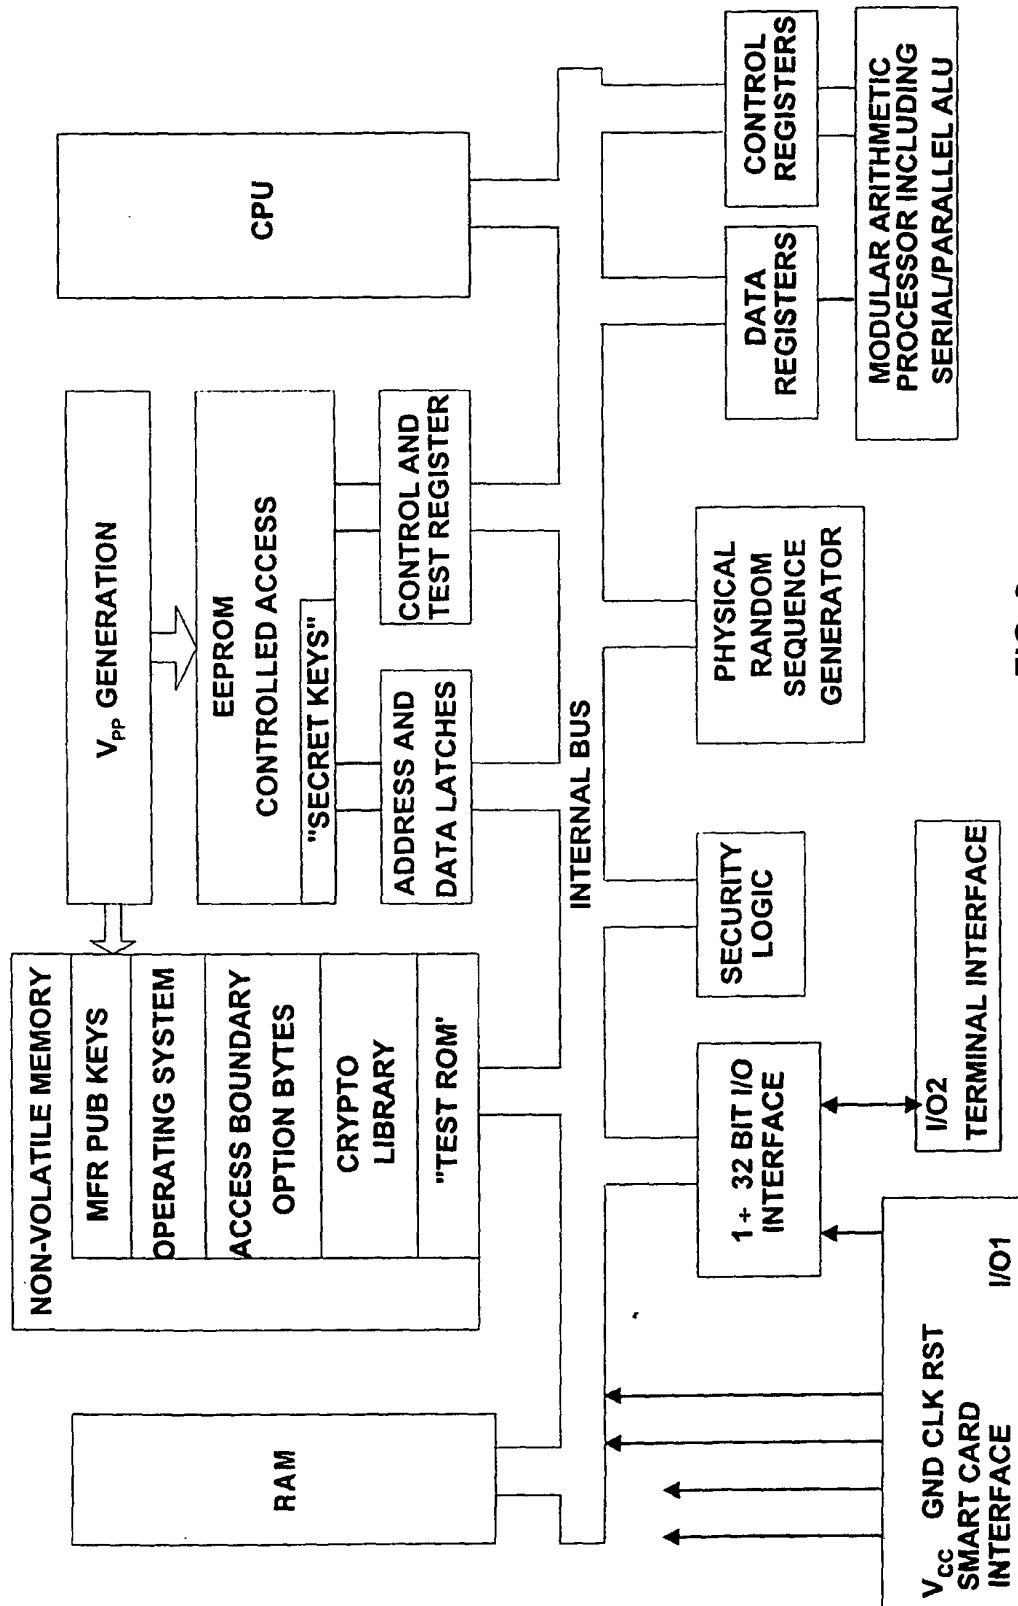 RAM
NON-VOLATILE MEMORY
MFR PUB KEYS
OPERATING SYSTEM
ACCESS BOUNDARY
OPTION BYTES
CRYPTO
LIBRARY
"TEST ROM'
V_PP GENERATION
EEPROM
CONTROLLED ACCESS
"SECRET KEYS"
ADDRESS AND
DATA LATCHES
CONTROL AND
TEST REGISTER
CPU
INTERNAL BUS
1 + 32 BIT I/O
INTERFACE
SECURITY
LOGIC
PHYSICAL
RANDOM
SEQUENCE
GENERATOR
DATA
REGISTERS
CONTROL
REGISTERS
MODULAR ARITHMETIC
PROCESSOR INCLUDING
SERIAL/PARALLEL ALU
V_CC GND CLK RST
SMART CARD
INTERFACE
I/O1
I/O2
TERMINAL INTERFACE